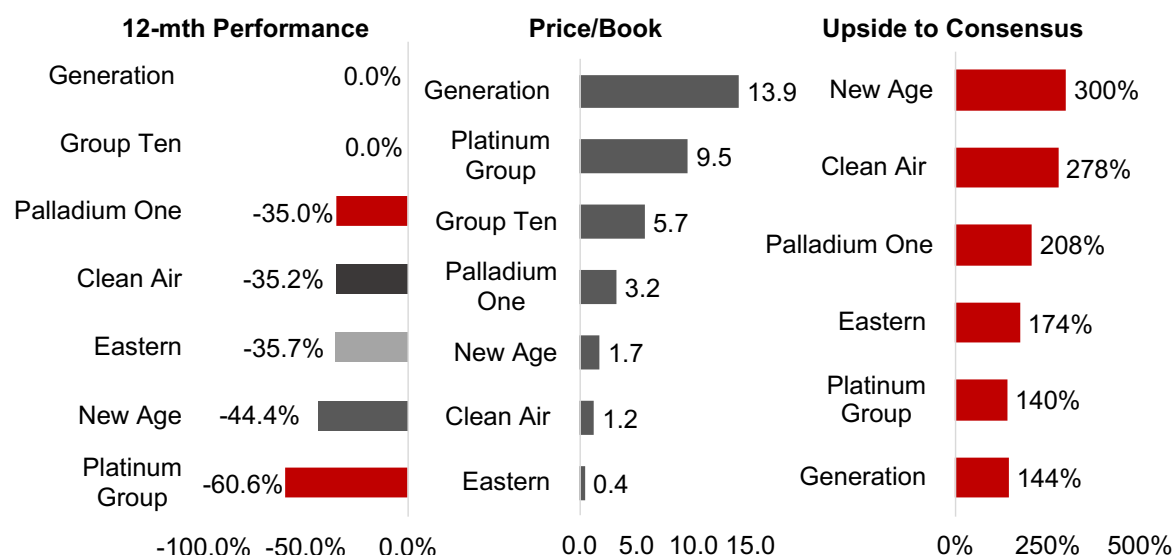 12-mth Performance
Generation 0.0%
Group Ten 0.0%
Palladium One -35.0%
Clean Air -35.2%
Eastern -35.7%
New Age -44.4%
Platinum
Group -60.6%
-100.0% -50.0% 0.0%
Price/Book
Generation 13.9
Platinum
Group 9.5
Group Ten 5.7
Palladium
One 3.2
New Age 1.7
Clean Air 1.2
Eastern 0.4
0.0 5.0 10.0 15.0
Upside to Consensus
New Age 300%
Clean Air 278%
Palladium One 208%
Eastern 174%
Platinum
Group 140%
Generation 144%
0% 250% 500%